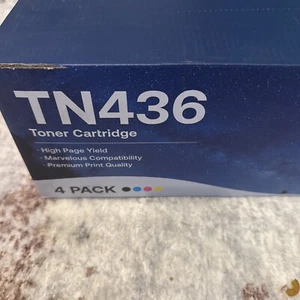 TN436
Toner Cartridge
· High Page Yield
· Marvelous Compatibility
· Premium Print Quality
4 PACK